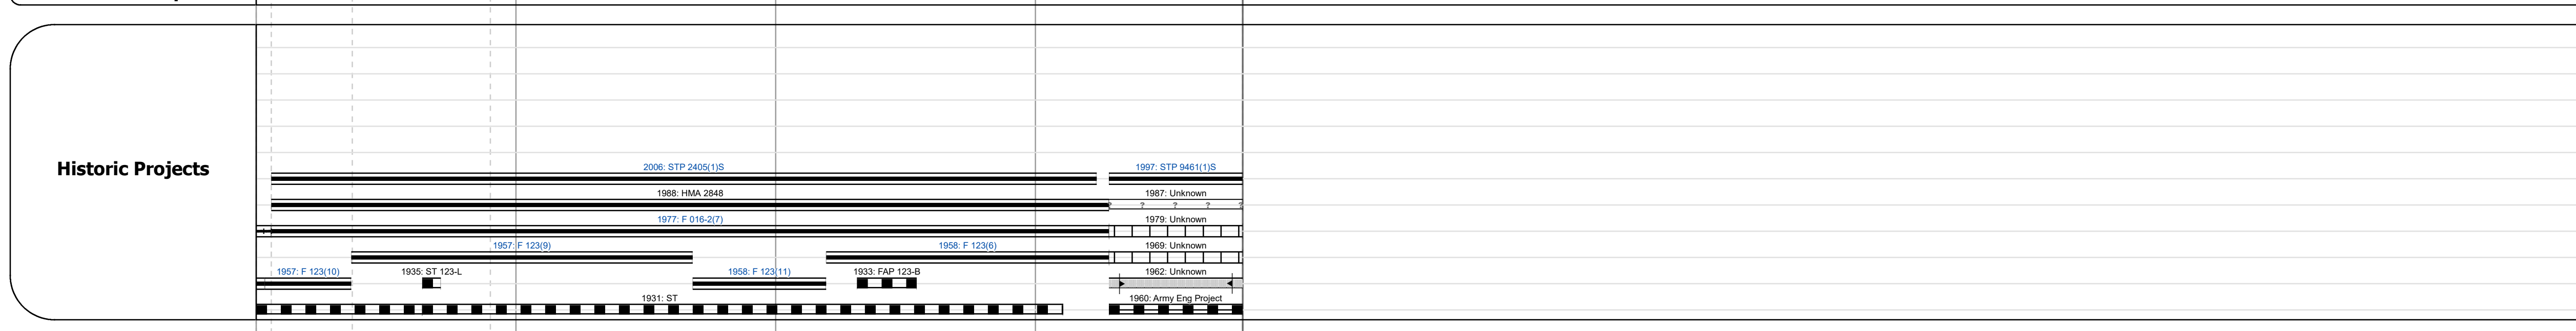 Historic Projects
2006: STP 2405(1)S
1997: STP 9461(1)S
1988: HMA 2848
1987: Unknown
? ? ? ? ?
1977: F 016-2(7)
1979: Unknown
1957: F 123(9)
1958: F 123(6)
1969: Unknown
1957: F 123(10)
1935: ST 123-L
1958: F 123(11)
1933: FAP 123-B
1962: Unknown
1931: ST
1960: Army Eng Project